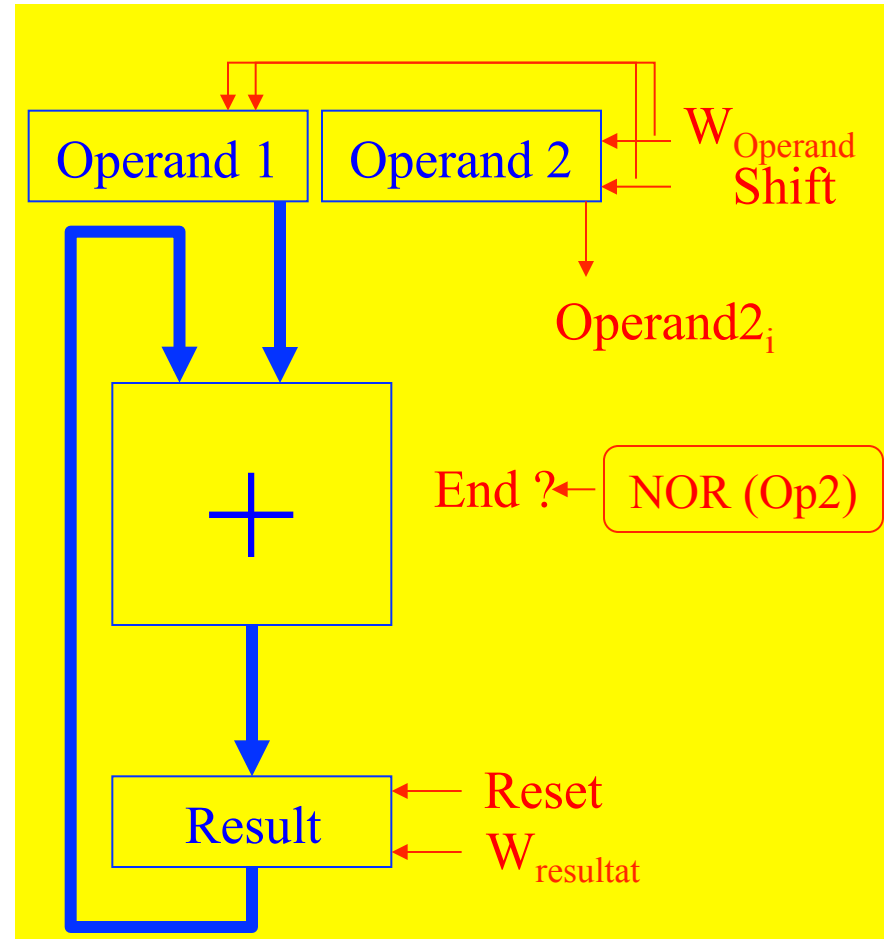 Operand 1
Operand 2
W_Operand
Shift
Operand2_i
+
End ?
NOR (Op2)
Result
Reset
W_resultat